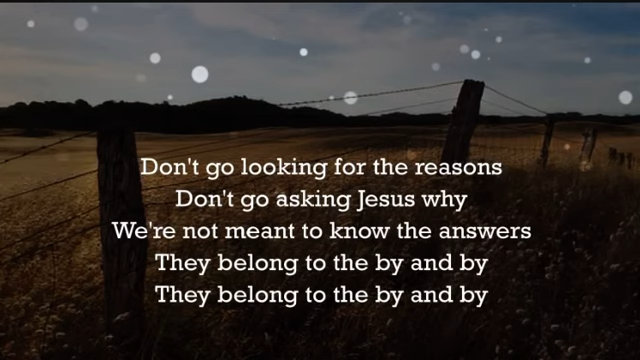 Don't go looking for the reasons
Don't go asking Jesus why
We're not meant to know the answers
They belong to the by and by
They belong to the by and by